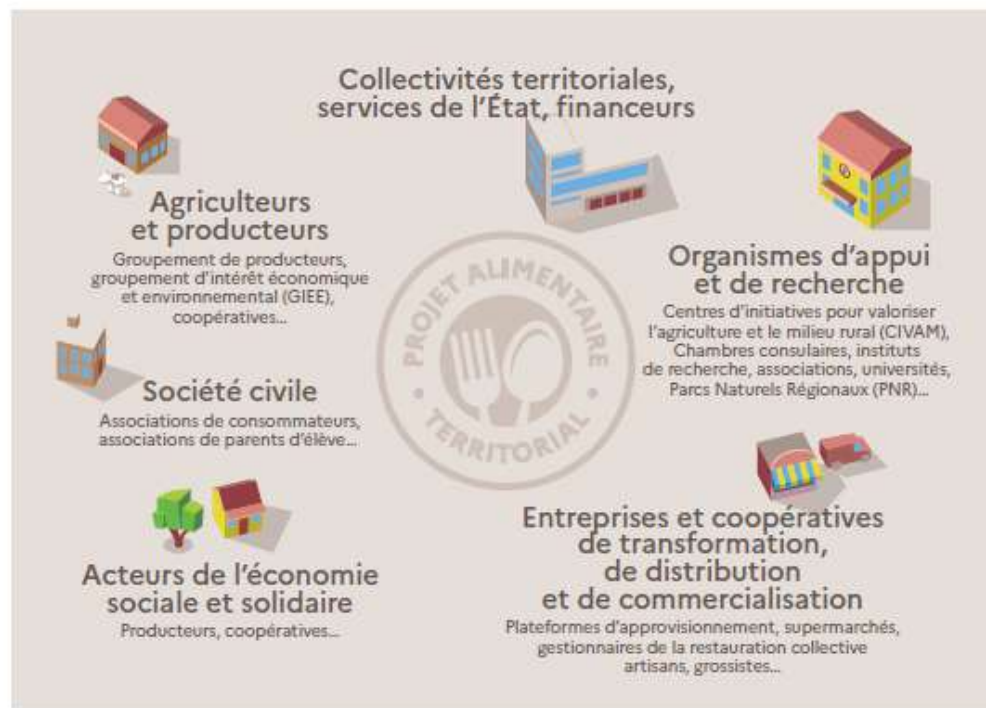 Collectivités territoriales,
services de l'État, financeurs
Agriculteurs
et producteurs
Groupement de producteurs,
groupement d'intérêt économique
et environnemental (GIEE),
coopératives...
Organismes d'appui
et de recherche
Centres d'initiatives pour valoriser
l'agriculture et le milieu rural (CIVAM),
Chambres consulaires, instituts
de recherche, associations, universités,
Parcs Naturels Régionaux (PNR)...
PROJET ALIMENTAIRE
• TERRITORIAL •
Société civile
Associations de consommateurs,
associations de parents d'élève...
Acteurs de l'économie
sociale et solidaire
Producteurs, coopératives...
Entreprises et coopératives
de transformation,
de distribution
et de commercialisation
Plateformes d'approvisionnement, supermarchés,
gestionnaires de la restauration collective
artisans, grossistes...